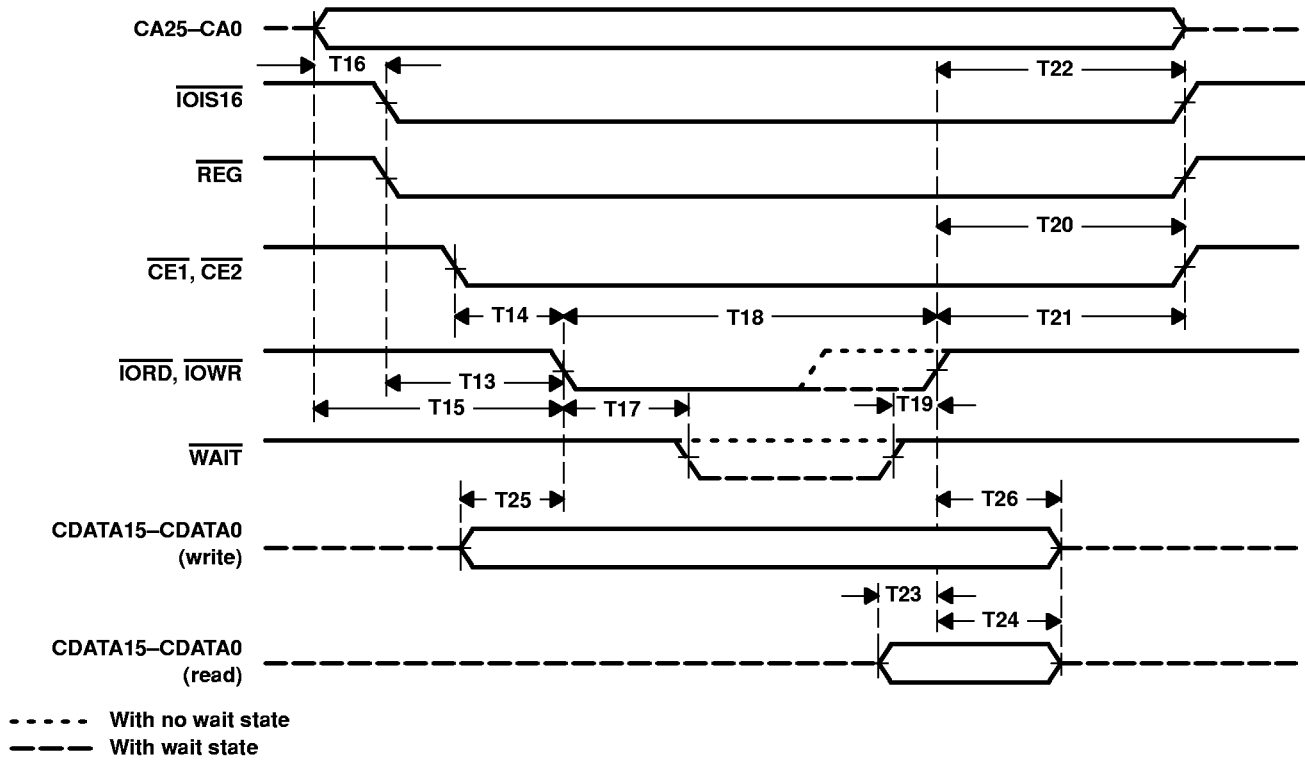 CA25–CA0
T16
T22
IOIS16
REG
T20
CE1, CE2
T14
T18
T21
IORD, IOWR
T13
T15
T17
T19
WAIT
T25
T26
CDATA15–CDATA0
(write)
T23
T24
CDATA15–CDATA0
(read)
With no wait state
With wait state